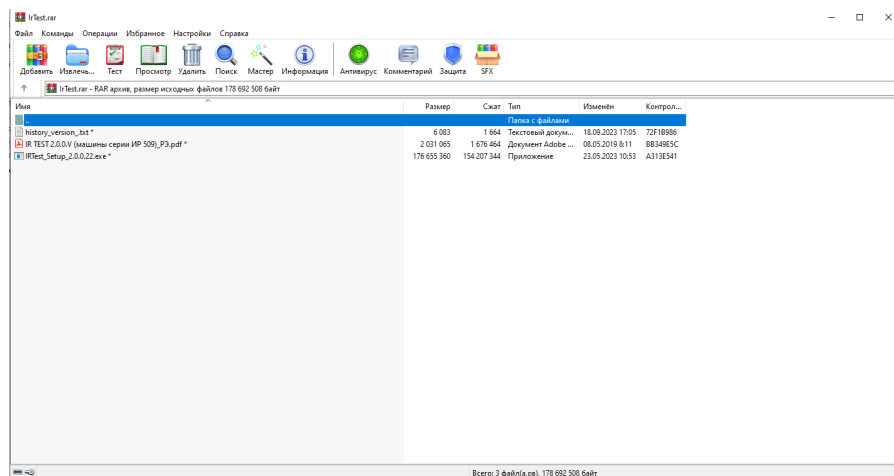 IrTest.rar
Файл Команды Операции Избранное Настройки Справка
Добавить Извлечь... Тест Просмотр Удалить Поиск Мастер Информация Антивирус Комментарий Защита SFX
IrTest.rar - RAR архив, размер исходных файлов 178 692 508 байт
Имя Размер Сжат Тип Изменён Контрол...
.. Папка с файлами
history_version_.txt * 6 083 1 664 Текстовый докум... 18.09.2023 17:05 72F1B986
IR TEST 2.0.0.V (машины серии ИР 509)_РЭ.pdf * 2 031 065 1 676 464 Документ Adobe ... 08.05.2019 8:11 BB349E5C
IRTest_Setup_2.0.0.22.exe * 176 655 360 154 207 344 Приложение 23.05.2023 10:53 A313E541
Всего: 3 файл(а,ов), 178 692 508 байт